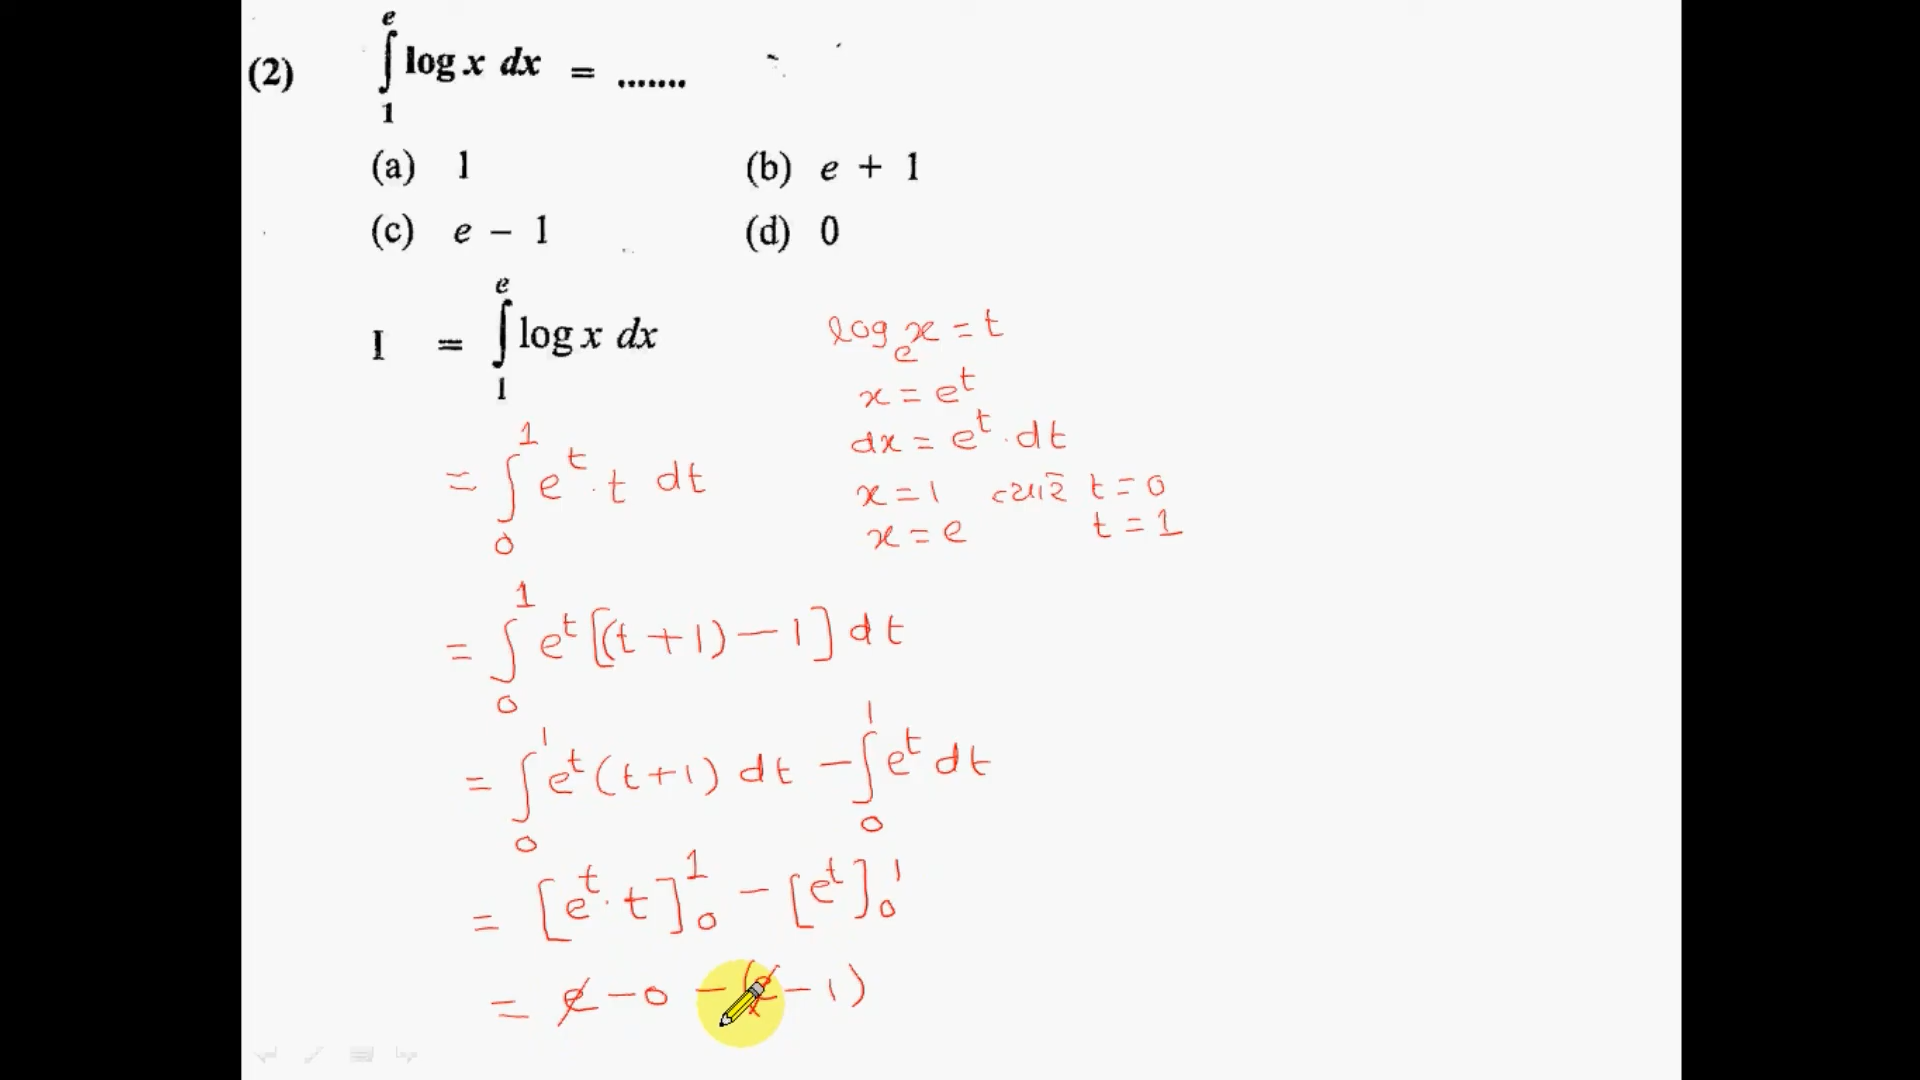 (2) ∫₁ᵉ log x dx = .......
(a) 1 (b) e + 1
(c) e – 1 (d) 0
I = ∫₁ᵉ log x dx
logₑx = t
x = eᵗ
dx = eᵗ · dt
= ∫₀¹ eᵗ · t dt
x = 1 ત્યારે t = 0
x = e t = 1
= ∫₀¹ eᵗ [(t + 1) – 1] dt
= ∫₀¹ eᵗ (t + 1) dt – ∫₀¹ eᵗ dt
= [eᵗ · t]₀¹ – [eᵗ]₀¹
= e – 0 – (e – 1)